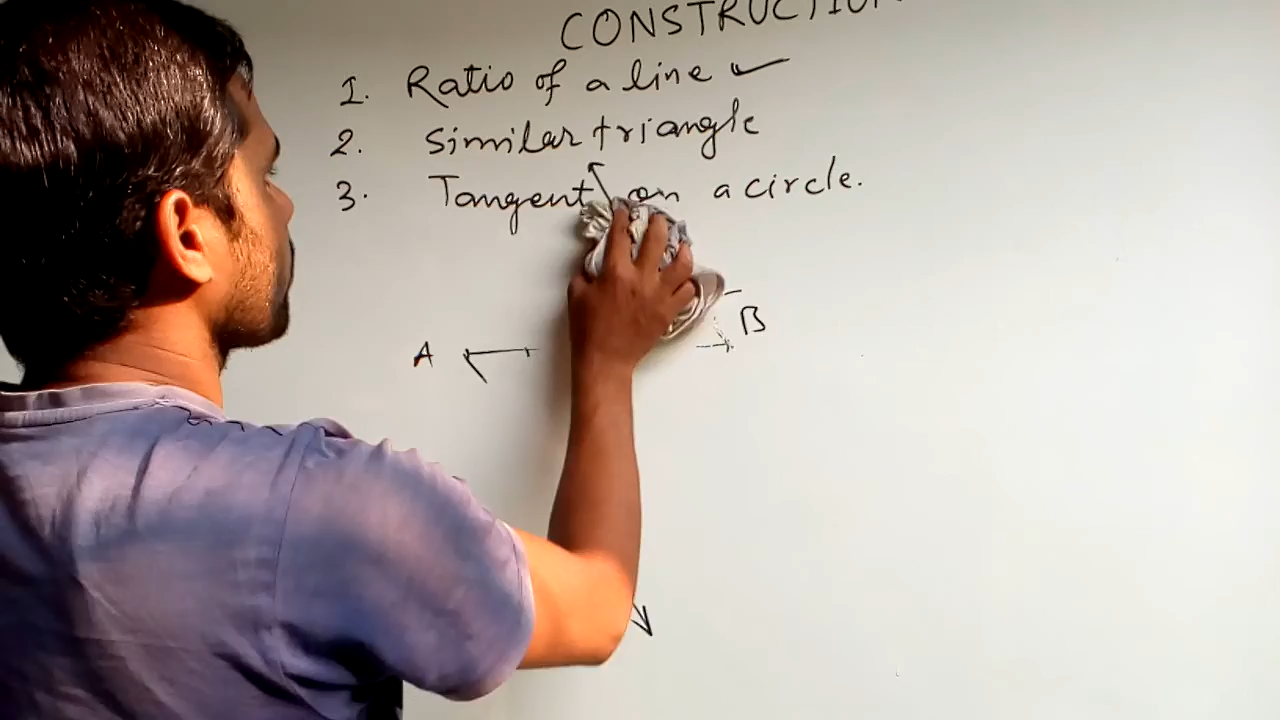 CONSTRUCTION
1. Ratio of a line ✓
2. Similar triangle
3. Tangent on a circle.
A
B